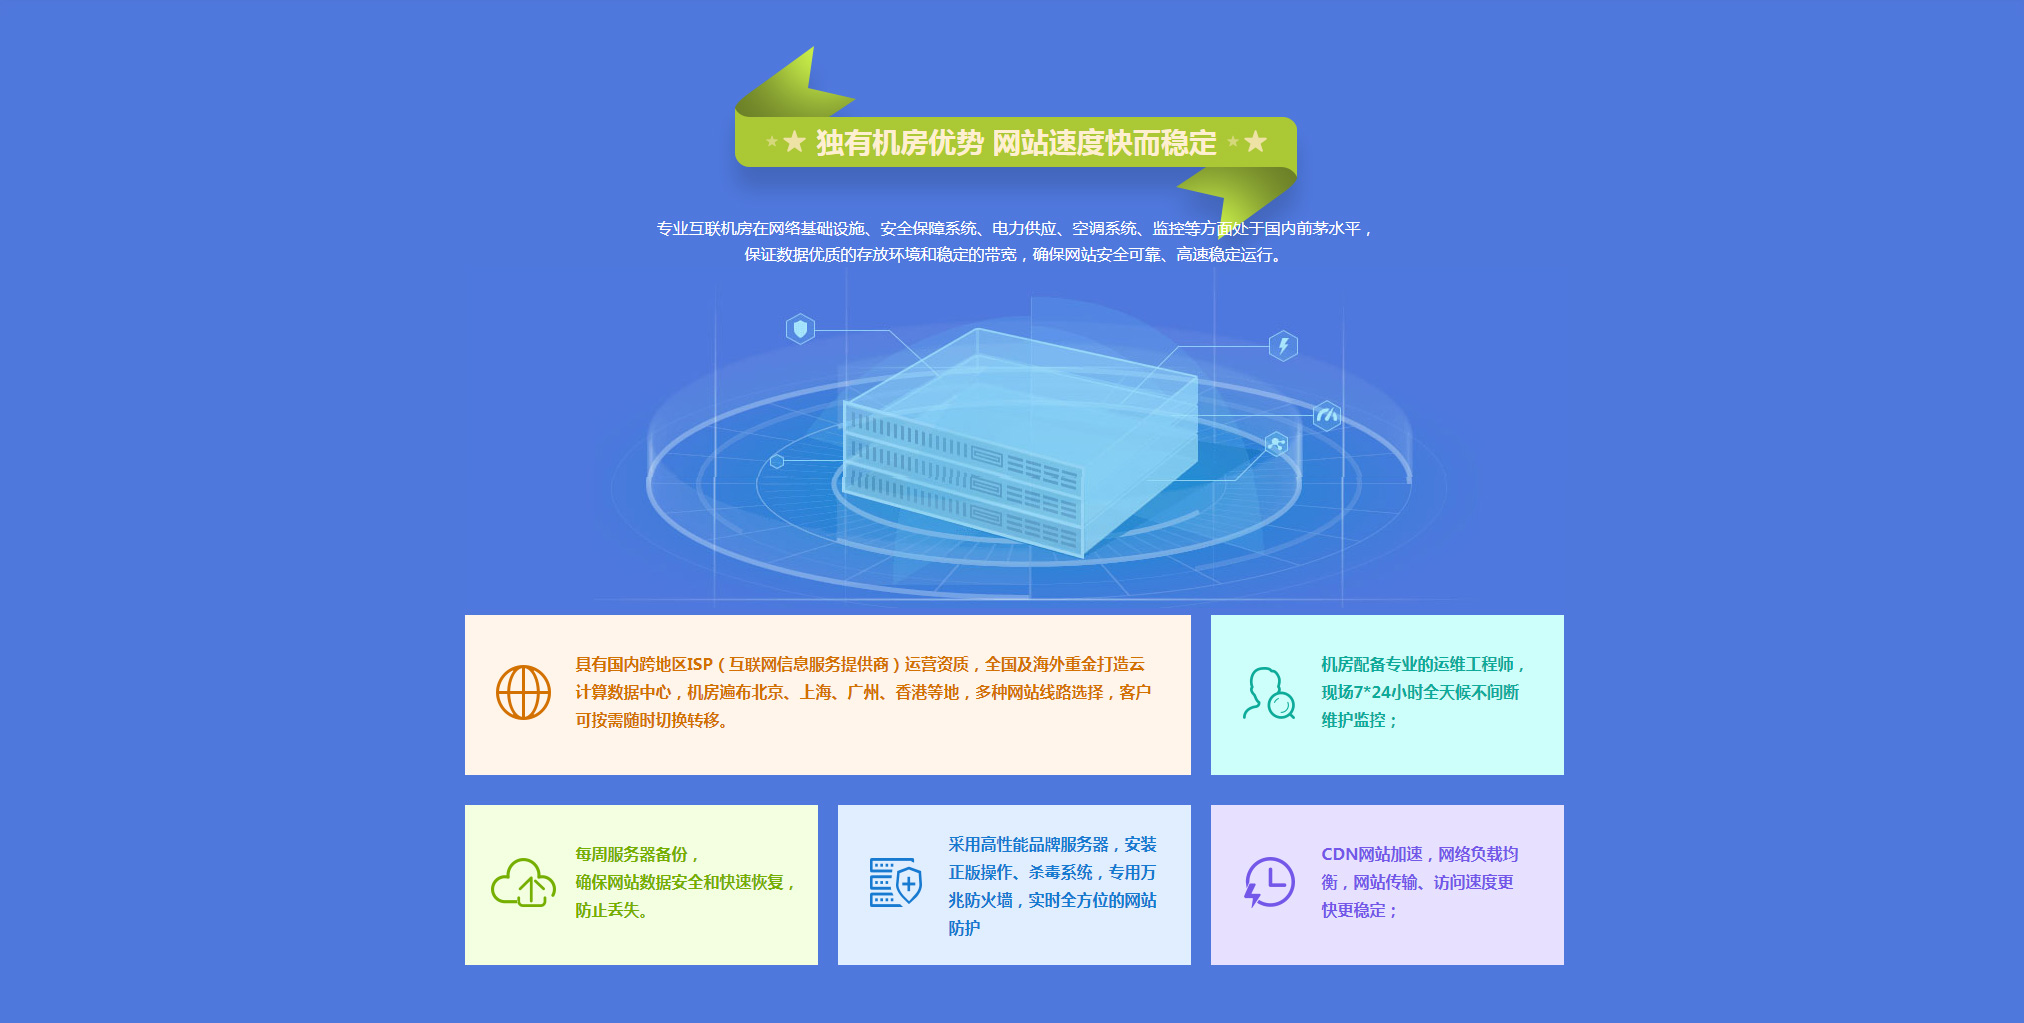 独有机房优势 网站速度快而稳定
专业互联机房在网络基础设施、安全保障系统、电力供应、空调系统、监控等方面处于国内前茅水平，
保证数据优质的存放环境和稳定的带宽，确保网站安全可靠、高速稳定运行。
具有国内跨地区ISP（互联网信息服务提供商）运营资质，全国及海外重金打造云
计算数据中心，机房遍布北京、上海、广州、香港等地，多种网站线路选择，客户
可按需随时切换转移。
机房配备专业的运维工程师，
现场7*24小时全天候不间断
维护监控；
每周服务器备份，
确保网站数据安全和快速恢复，
防止丢失。
采用高性能品牌服务器，安装
正版操作、杀毒系统，专用万
兆防火墙，实时全方位的网站
防护
CDN网站加速，网络负载均
衡，网站传输、访问速度更
快更稳定；